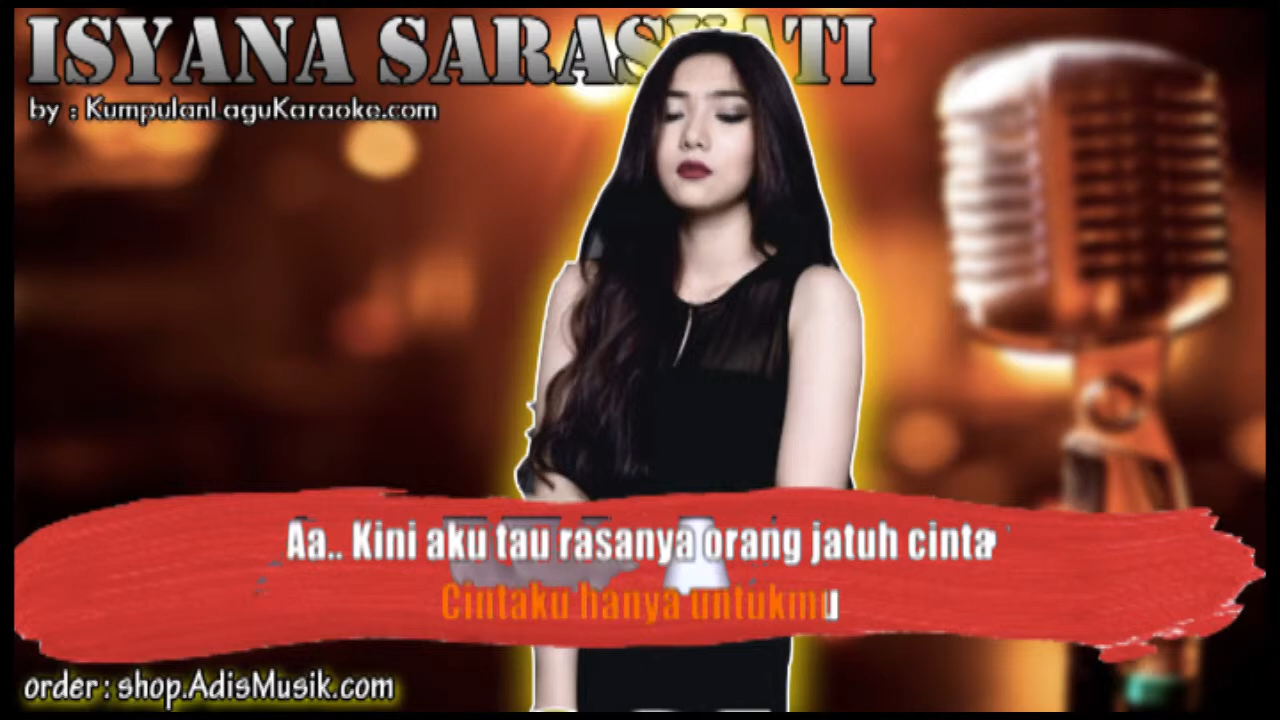 ISYANA SARASVATI
by : KumpulanLaguKaraoke.com
Aa.. Kini aku tau rasanya orang jatuh cinta
Cintaku hanya untukmu
order : shop.AdisMusik.com